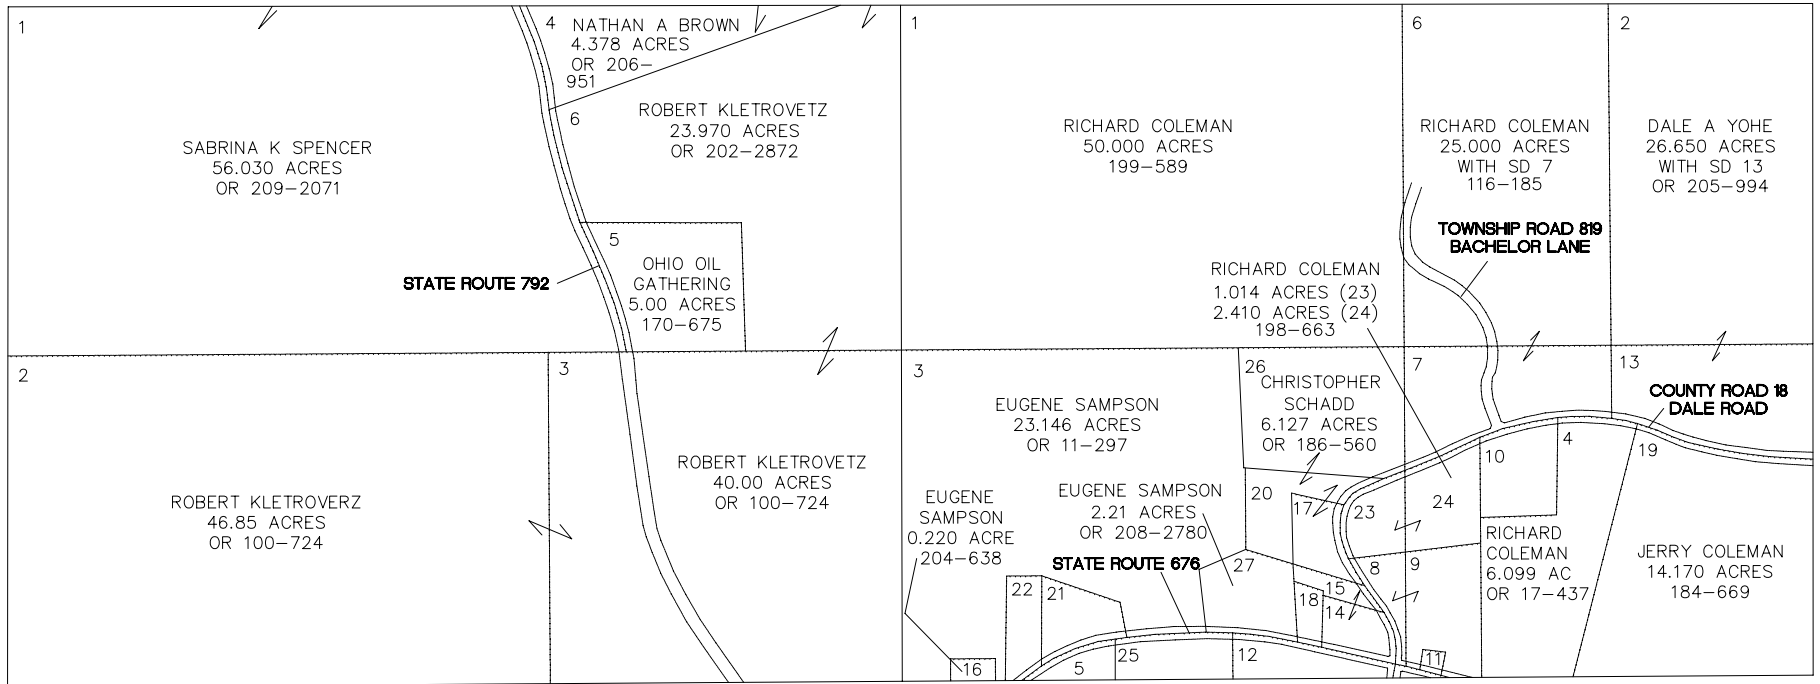 1
SABRINA K SPENCER
56.030 ACRES
OR 209-2071
STATE ROUTE 792
4
NATHAN A BROWN
4.378 ACRES
OR 206-
951
6
ROBERT KLETROVETZ
23.970 ACRES
OR 202-2872
5
OHIO OIL
GATHERING
5.00 ACRES
170-675
1
RICHARD COLEMAN
50.000 ACRES
199-589
6
RICHARD COLEMAN
25.000 ACRES
WITH SD 7
116-185
2
DALE A YOHE
26.650 ACRES
WITH SD 13
OR 205-994
TOWNSHIP ROAD 819
BACHELOR LANE
RICHARD COLEMAN
1.014 ACRES (23)
2.410 ACRES (24)
198-663
2
ROBERT KLETROVERZ
46.85 ACRES
OR 100-724
3
ROBERT KLETROVETZ
40.00 ACRES
OR 100-724
3
EUGENE SAMPSON
23.146 ACRES
OR 11-297
26
CHRISTOPHER
SCHADD
6.127 ACRES
OR 186-560
7
13
COUNTY ROAD 18
DALE ROAD
EUGENE
SAMPSON
0.220 ACRE
204-638
EUGENE SAMPSON
2.21 ACRES
OR 208-2780
STATE ROUTE 676
20
17
23
24
10
4
19
RICHARD
COLEMAN
6.099 AC
OR 17-437
JERRY COLEMAN
14.170 ACRES
184-669
27
8
9
22
21
18
15
14
16
5
25
12
11